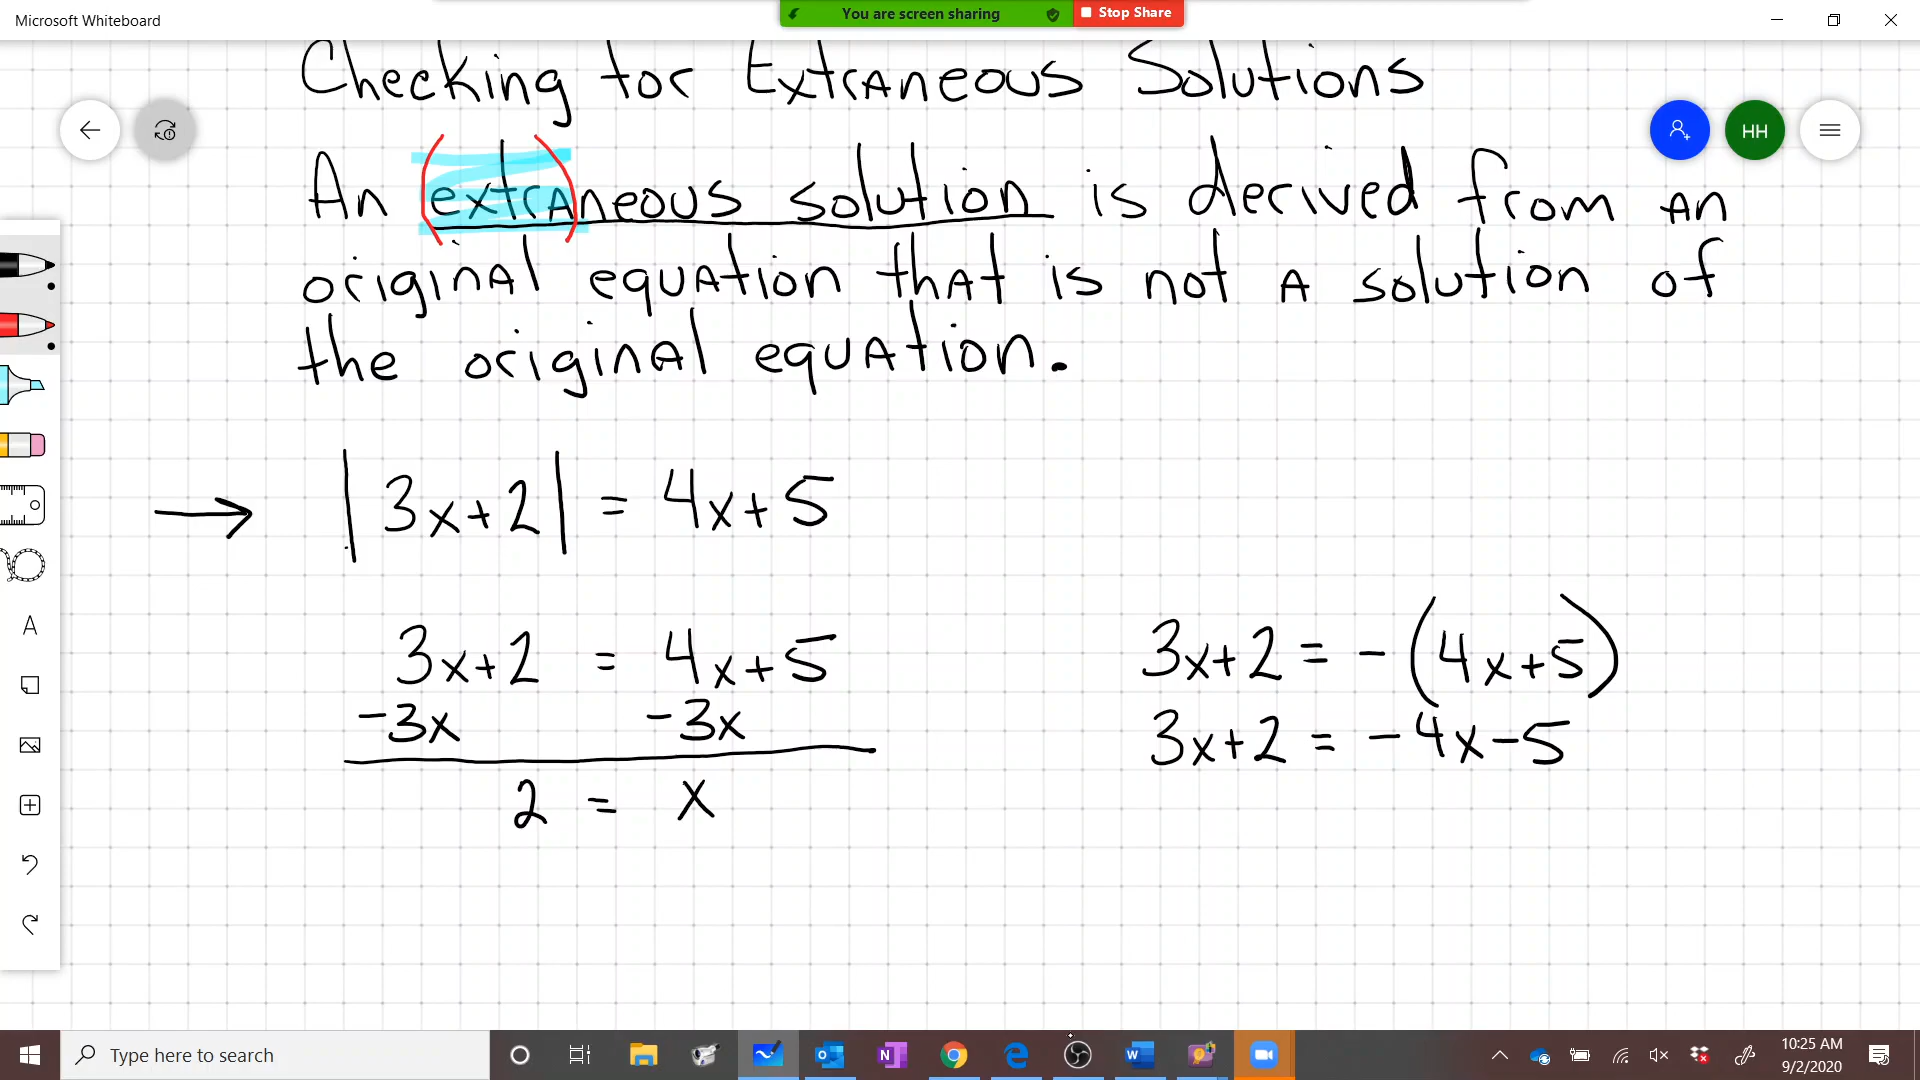 Microsoft Whiteboard
You are screen sharing
Stop Share
Checking for Extraneous Solutions
HH
An (extra)neous solution is derived from an
original equation that is not a solution of
the original equation.
→ |3x+2| = 4x+5
3x+2 = 4x+5
-3x -3x
2 = x
3x+2 = -(4x+5)
3x+2 = -4x-5
A
Type here to search
10:25 AM
9/2/2020